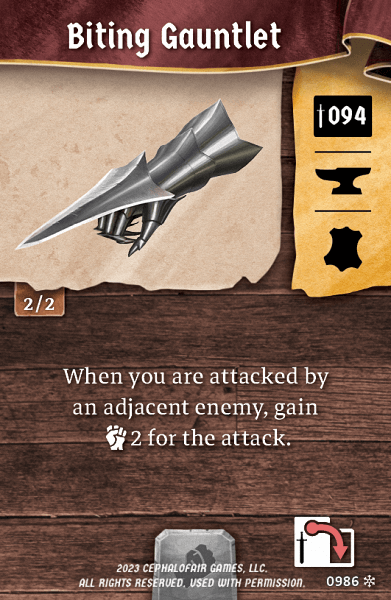 Biting Gauntlet
094
2/2
When you are attacked by
an adjacent enemy, gain
2 for the attack.
2023 CEPHALOFAIR GAMES, LLC.
ALL RIGHTS RESERVED. USED WITH PERMISSION.
0986